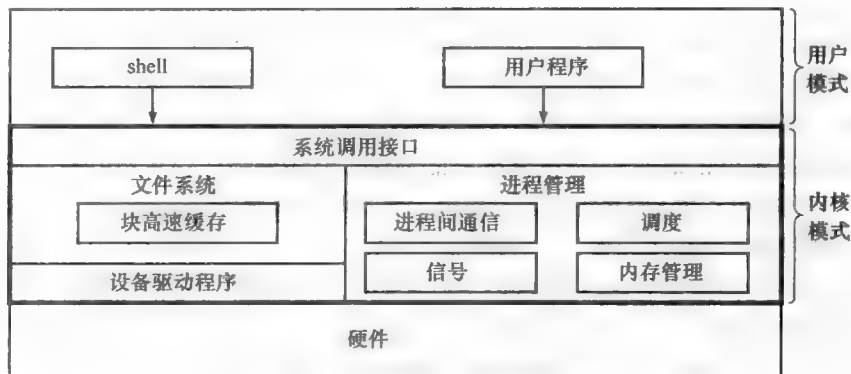 shell
用户程序
用户
模式
系统调用接口
文件系统
进程管理
块高速缓存
进程间通信
调度
内核
模式
信号
内存管理
设备驱动程序
硬件